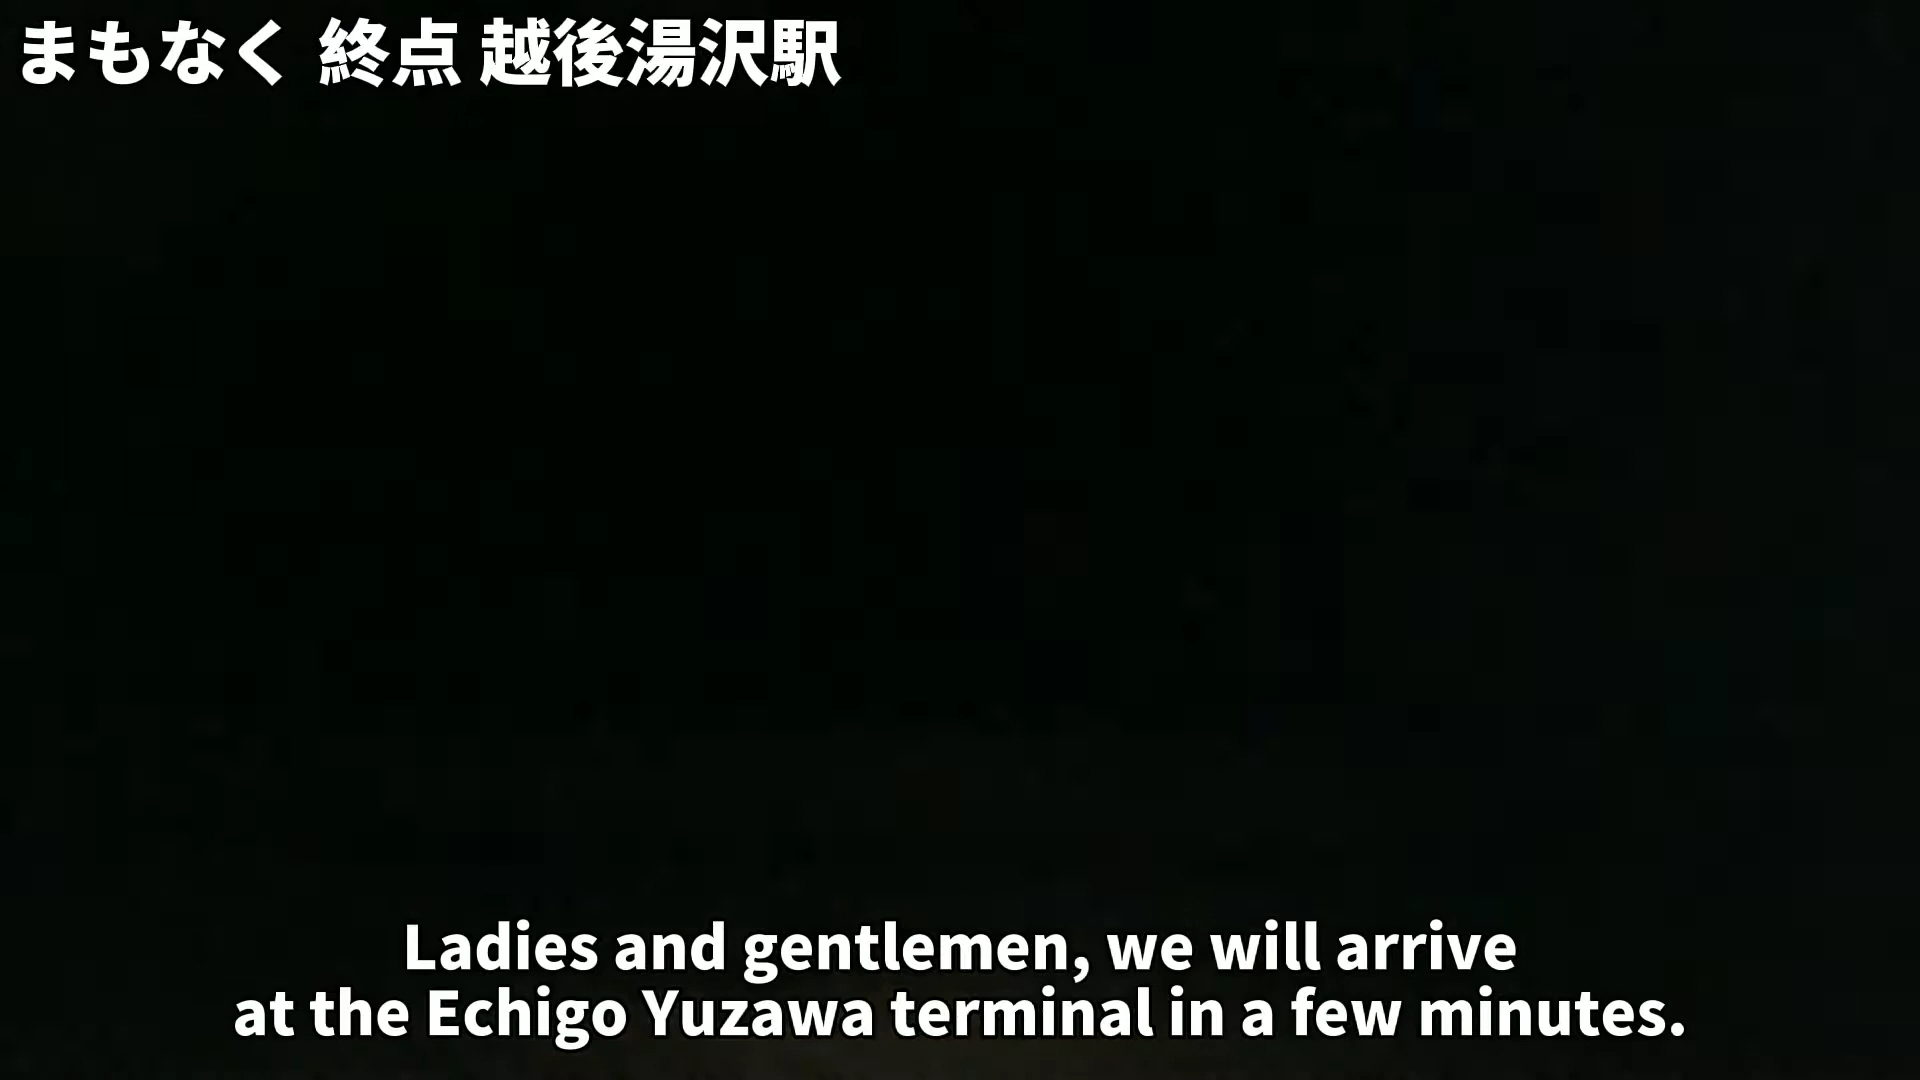 まもなく 終点 越後湯沢駅
Ladies and gentlemen, we will arrive
at the Echigo Yuzawa terminal in a few minutes.